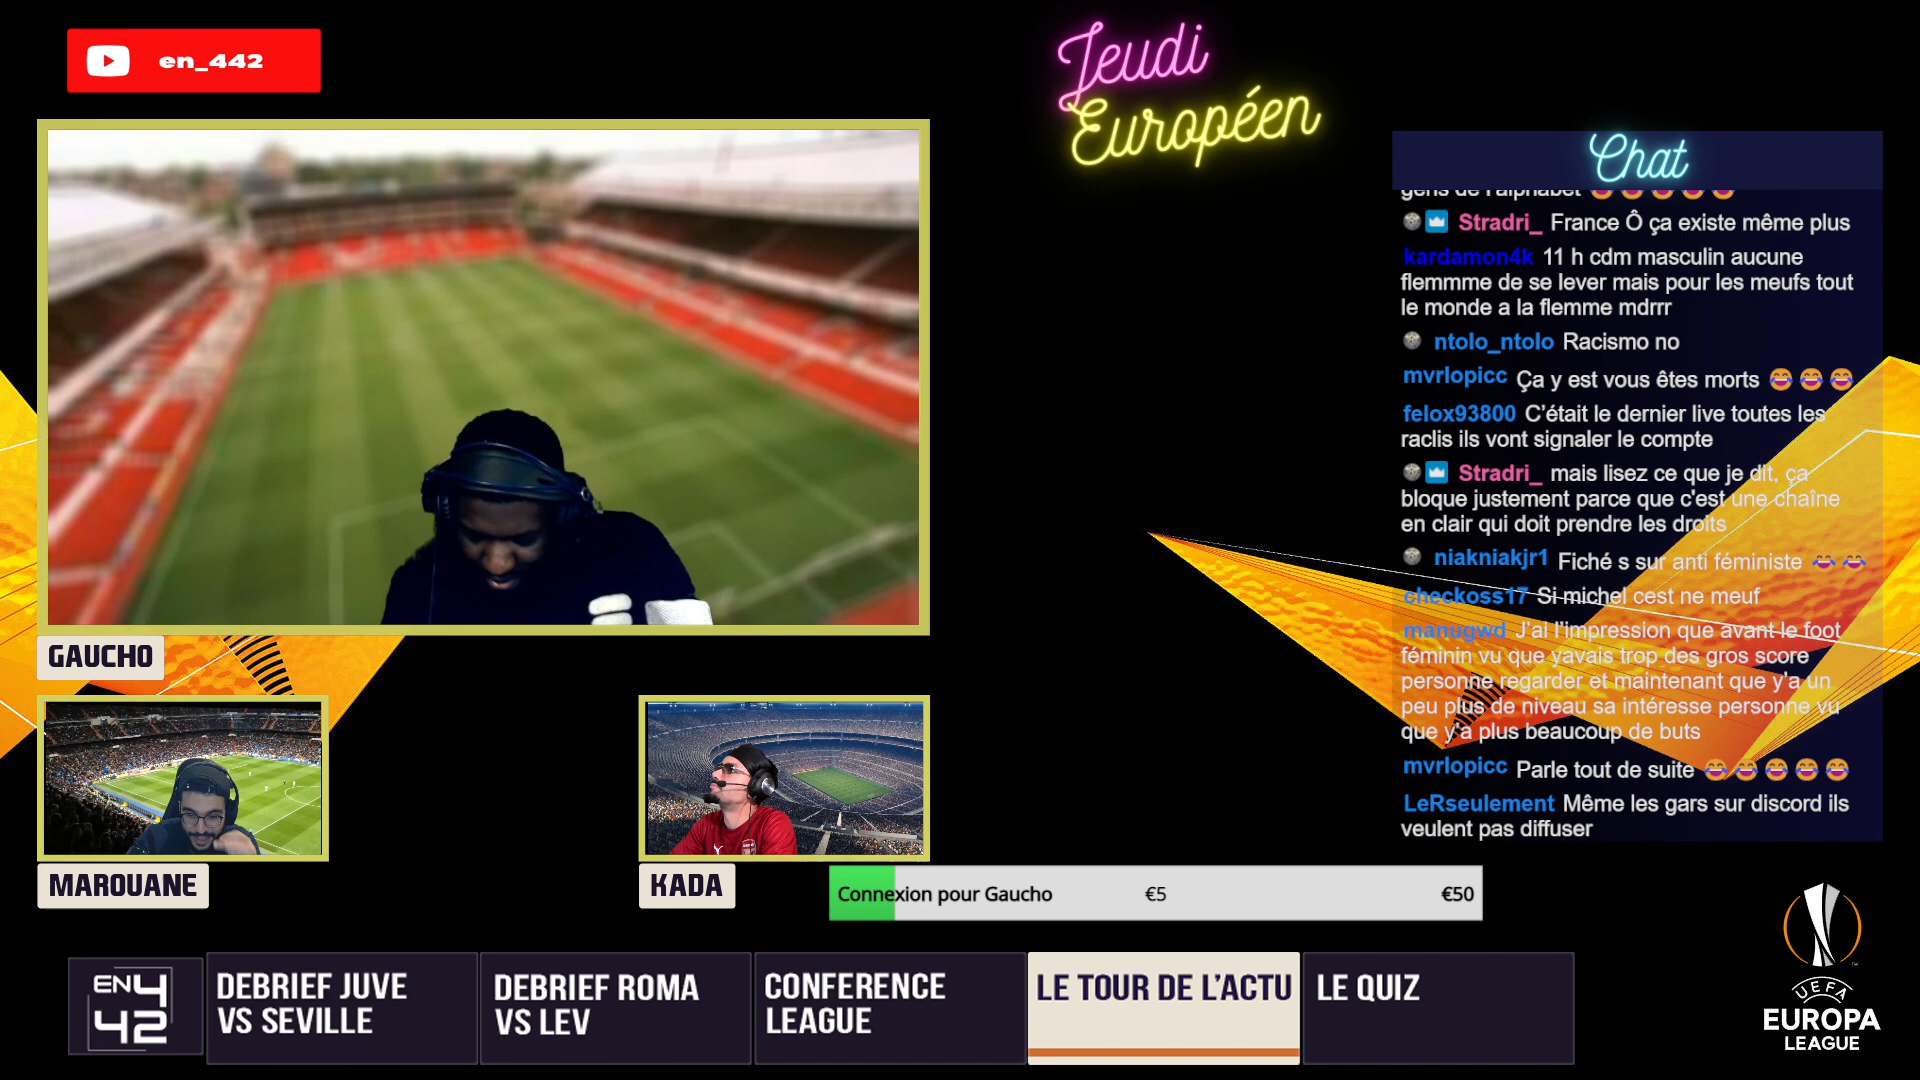 en_442
Jeudi
Européen
Chat
gens de l'alphabet
Stradri_ France Ô ça existe même plus
kardamon4k 11 h cdm masculin aucune
flemmme de se lever mais pour les meufs tout
le monde a la flemme mdrrr
ntolo_ntolo Racismo no
mvrlopicc Ça y est vous êtes morts 😂😂😂
felox93800 C'était le dernier live toutes les
raclis ils vont signaler le compte
Stradri_ mais lisez ce que je dit, ça
bloque justement parce que c'est une chaîne
en clair qui doit prendre les droits
niakniakjr1 Fiché s sur anti féministe 😂😂
checkoss17 Si michel cest ne meuf
manugwd J'ai l'impression que avant le foot
féminin vu que yavais trop des gros score
personne regarder et maintenant que y'a un
peu plus de niveau sa intéresse personne vu
que y'a plus beaucoup de buts
mvrlopicc Parle tout de suite 😂😂😂😂😂
LeRseulement Même les gars sur discord ils
veulent pas diffuser
GAUCHO
MAROUANE
KADA
Connexion pour Gaucho €5 €50
EN 4
42
DEBRIEF JUVE
VS SEVILLE
DEBRIEF ROMA
VS LEV
CONFERENCE
LEAGUE
LE TOUR DE L'ACTU
LE QUIZ
UEFA
EUROPA
LEAGUE